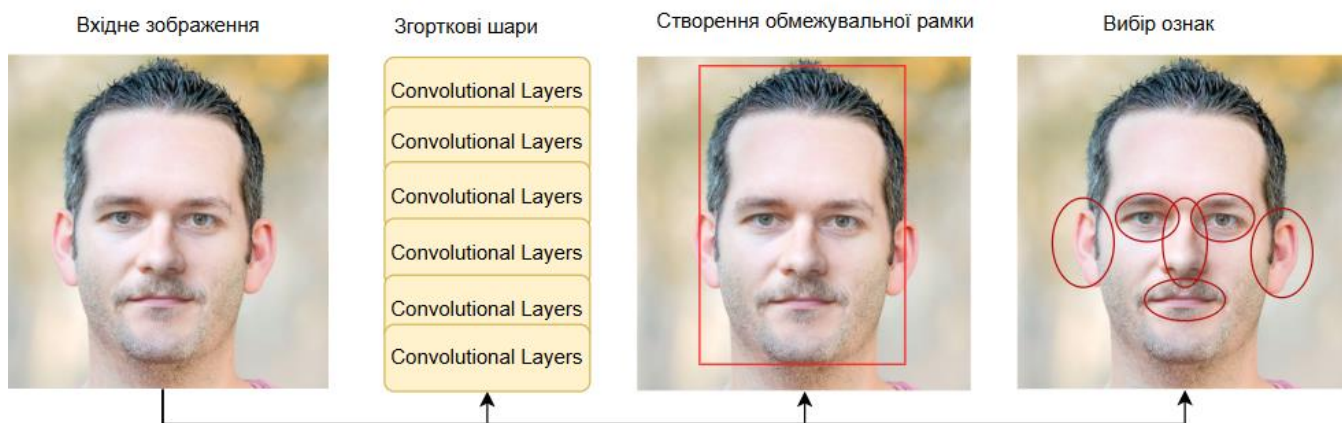 Вхідне зображення
Згорткові шари
Створення обмежувальної рамки
Вибір ознак
Convolutional Layers
Convolutional Layers
Convolutional Layers
Convolutional Layers
Convolutional Layers
Convolutional Layers